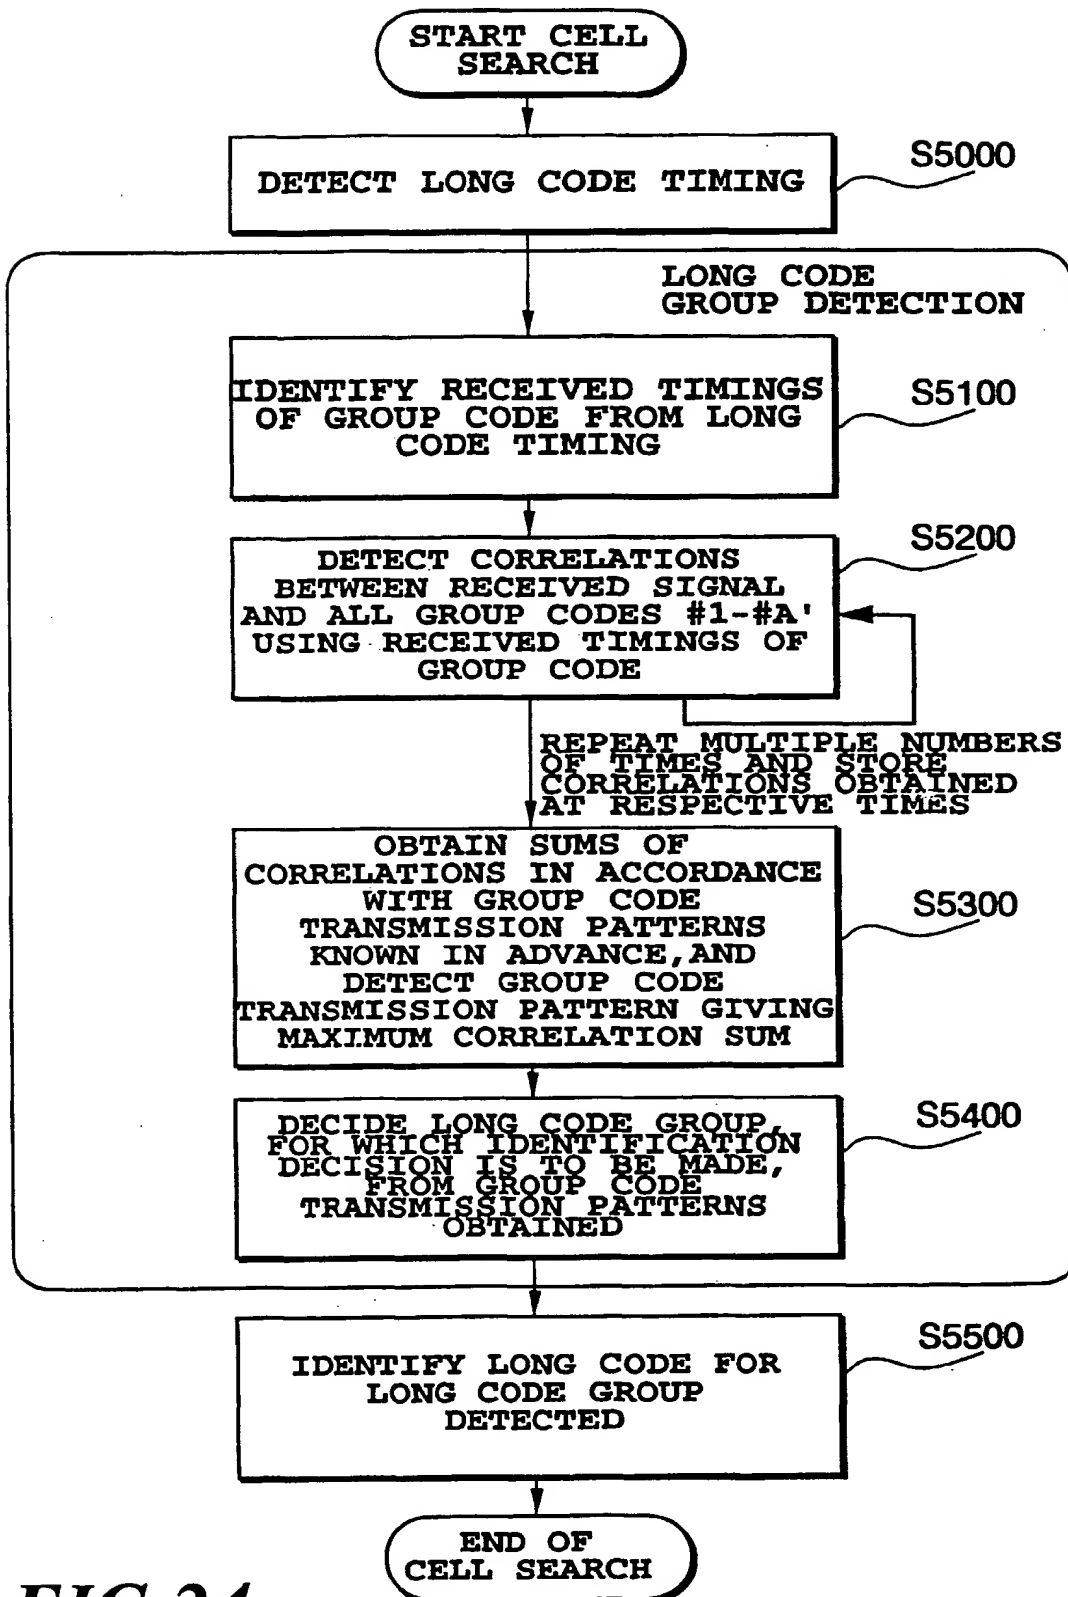 START CELL
SEARCH
S5000
DETECT LONG CODE TIMING
LONG CODE
GROUP DETECTION
S5100
IDENTIFY RECEIVED TIMINGS
OF GROUP CODE FROM LONG
CODE TIMING
S5200
DETECT CORRELATIONS
BETWEEN RECEIVED SIGNAL
AND ALL GROUP CODES #1-#A'
USING RECEIVED TIMINGS OF
GROUP CODE
REPEAT MULTIPLE NUMBERS
OF TIMES AND STORE
CORRELATIONS OBTAINED
AT RESPECTIVE TIMES
S5300
OBTAIN SUMS OF
CORRELATIONS IN ACCORDANCE
WITH GROUP CODE
TRANSMISSION PATTERNS
KNOWN IN ADVANCE, AND
DETECT GROUP CODE
TRANSMISSION PATTERN GIVING
MAXIMUM CORRELATION SUM
S5400
DECIDE LONG CODE GROUP,
FOR WHICH IDENTIFICATION
DECISION IS TO BE MADE,
FROM GROUP CODE
TRANSMISSION PATTERNS
OBTAINED
S5500
IDENTIFY LONG CODE FOR
LONG CODE GROUP
DETECTED
END OF
CELL SEARCH